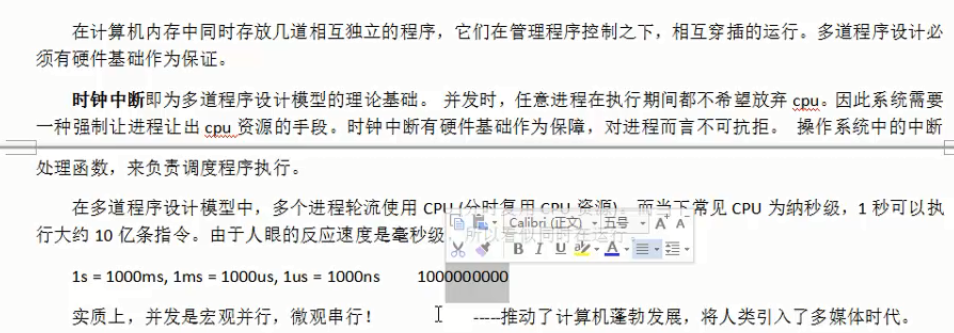 在计算机内存中同时存放几道相互独立的程序，它们在管理程序控制之下，相互穿插的运行。多道程序设计必
须有硬件基础作为保证。
时钟中断即为多道程序设计模型的理论基础。 并发时，任意进程在执行期间都不希望放弃 cpu。因此系统需要
一种强制让进程让出 cpu 资源的手段。时钟中断有硬件基础作为保障，对进程而言不可抗拒。 操作系统中的中断
处理函数，来负责调度程序执行。
在多道程序设计模型中，多个进程轮流使用 CPU (分时复用 CPU 资源)。而当下常见 CPU 为纳秒级，1 秒可以执
Calibri (正文) 五号 A A
行大约 10 亿条指令。由于人眼的反应速度是毫秒级，所以看似同时在运行。
B I U A
1s = 1000ms, 1ms = 1000us, 1us = 1000ns 1000000000
实质上，并发是宏观并行，微观串行！ -----推动了计算机蓬勃发展，将人类引入了多媒体时代。